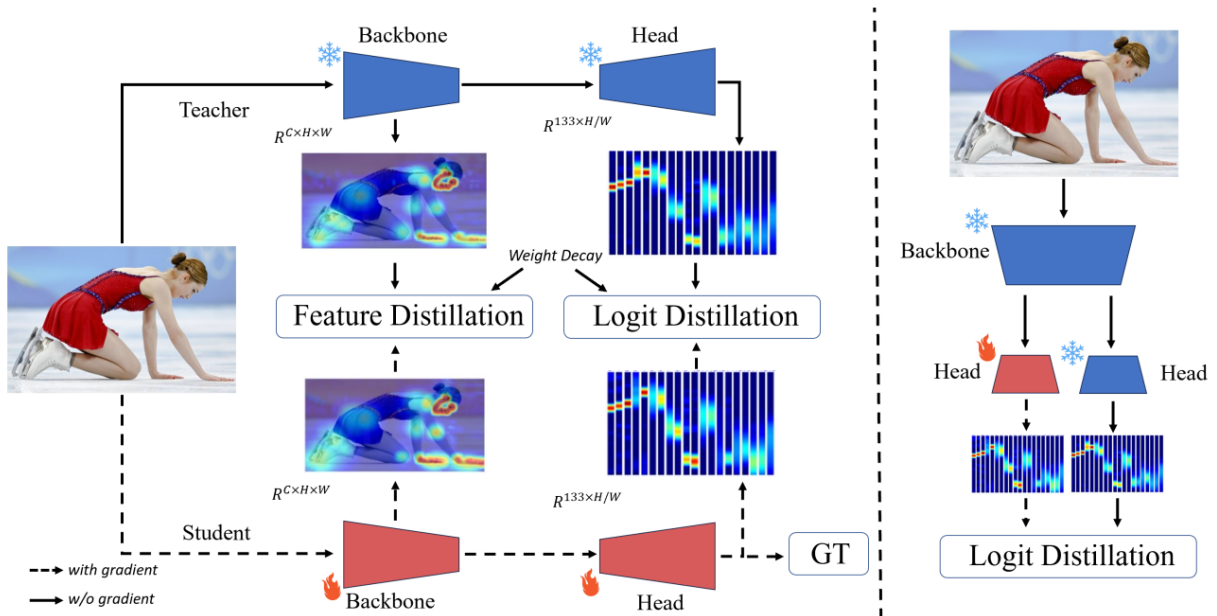 Backbone
Head
Teacher
R^{C×H×W}
R^{133×H/W}
Weight Decay
Feature Distillation
Logit Distillation
R^{C×H×W}
R^{133×H/W}
Student
GT
with gradient
w/o gradient
Backbone
Head
Backbone
Head
Head
Logit Distillation